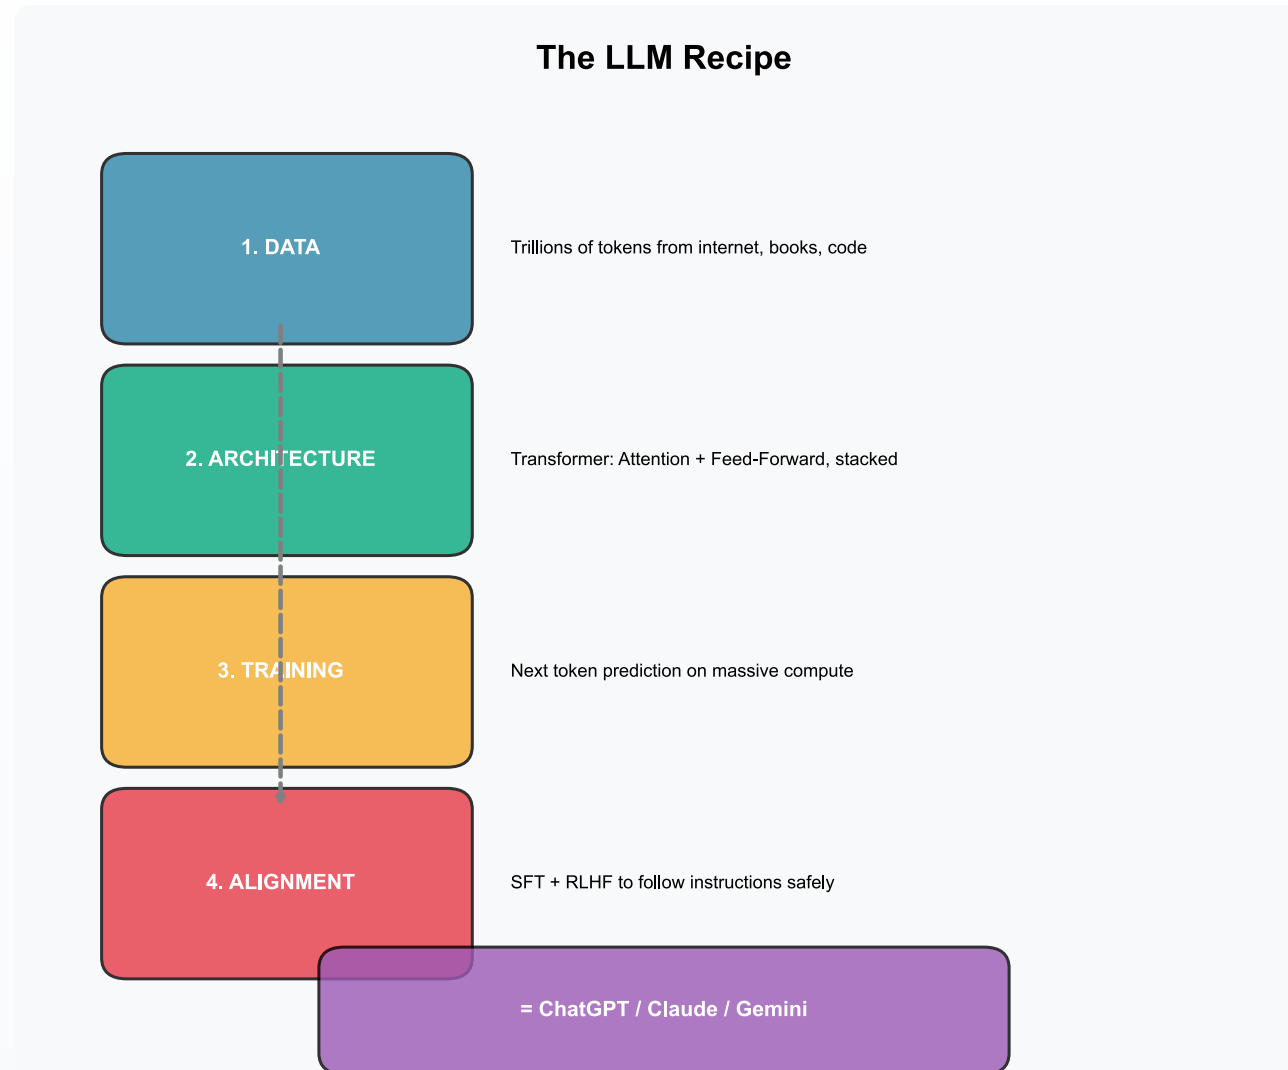 The LLM Recipe
1. DATA
Trillions of tokens from internet, books, code
2. ARCHITECTURE
Transformer: Attention + Feed-Forward, stacked
3. TRAINING
Next token prediction on massive compute
4. ALIGNMENT
SFT + RLHF to follow instructions safely
= ChatGPT / Claude / Gemini